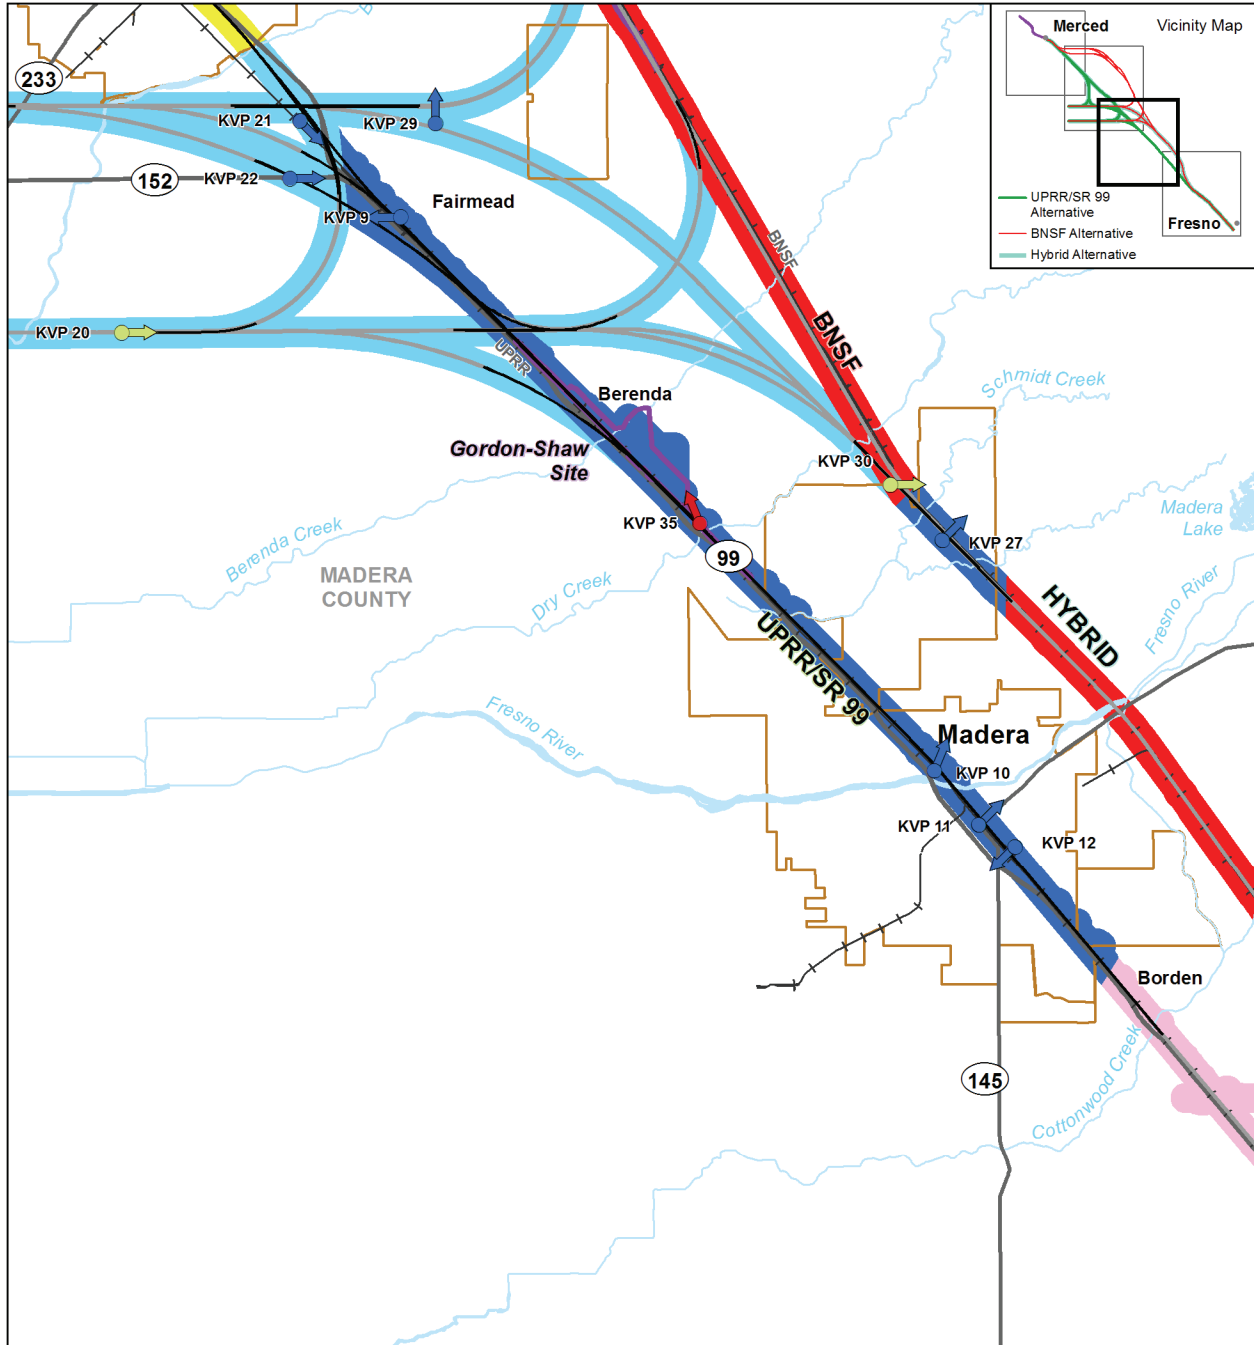 Merced
Vicinity Map
UPRR/SR 99
Alternative
BNSF Alternative
Hybrid Alternative
Fresno
233
KVP 21
KVP 29
152
KVP 22
Fairmead
KVP 9
BNSF
KVP 20
UPRR
BNSF
Schmidt Creek
Berenda
Gordon-Shaw
Site
KVP 30
Madera
Lake
KVP 35
KVP 27
Berenda Creek
99
MADERA
COUNTY
Dry Creek
HYBRID
Fresno River
UPRR/SR 99
Fresno River
Madera
KVP 10
KVP 11
KVP 12
Borden
145
Cottonwood Creek